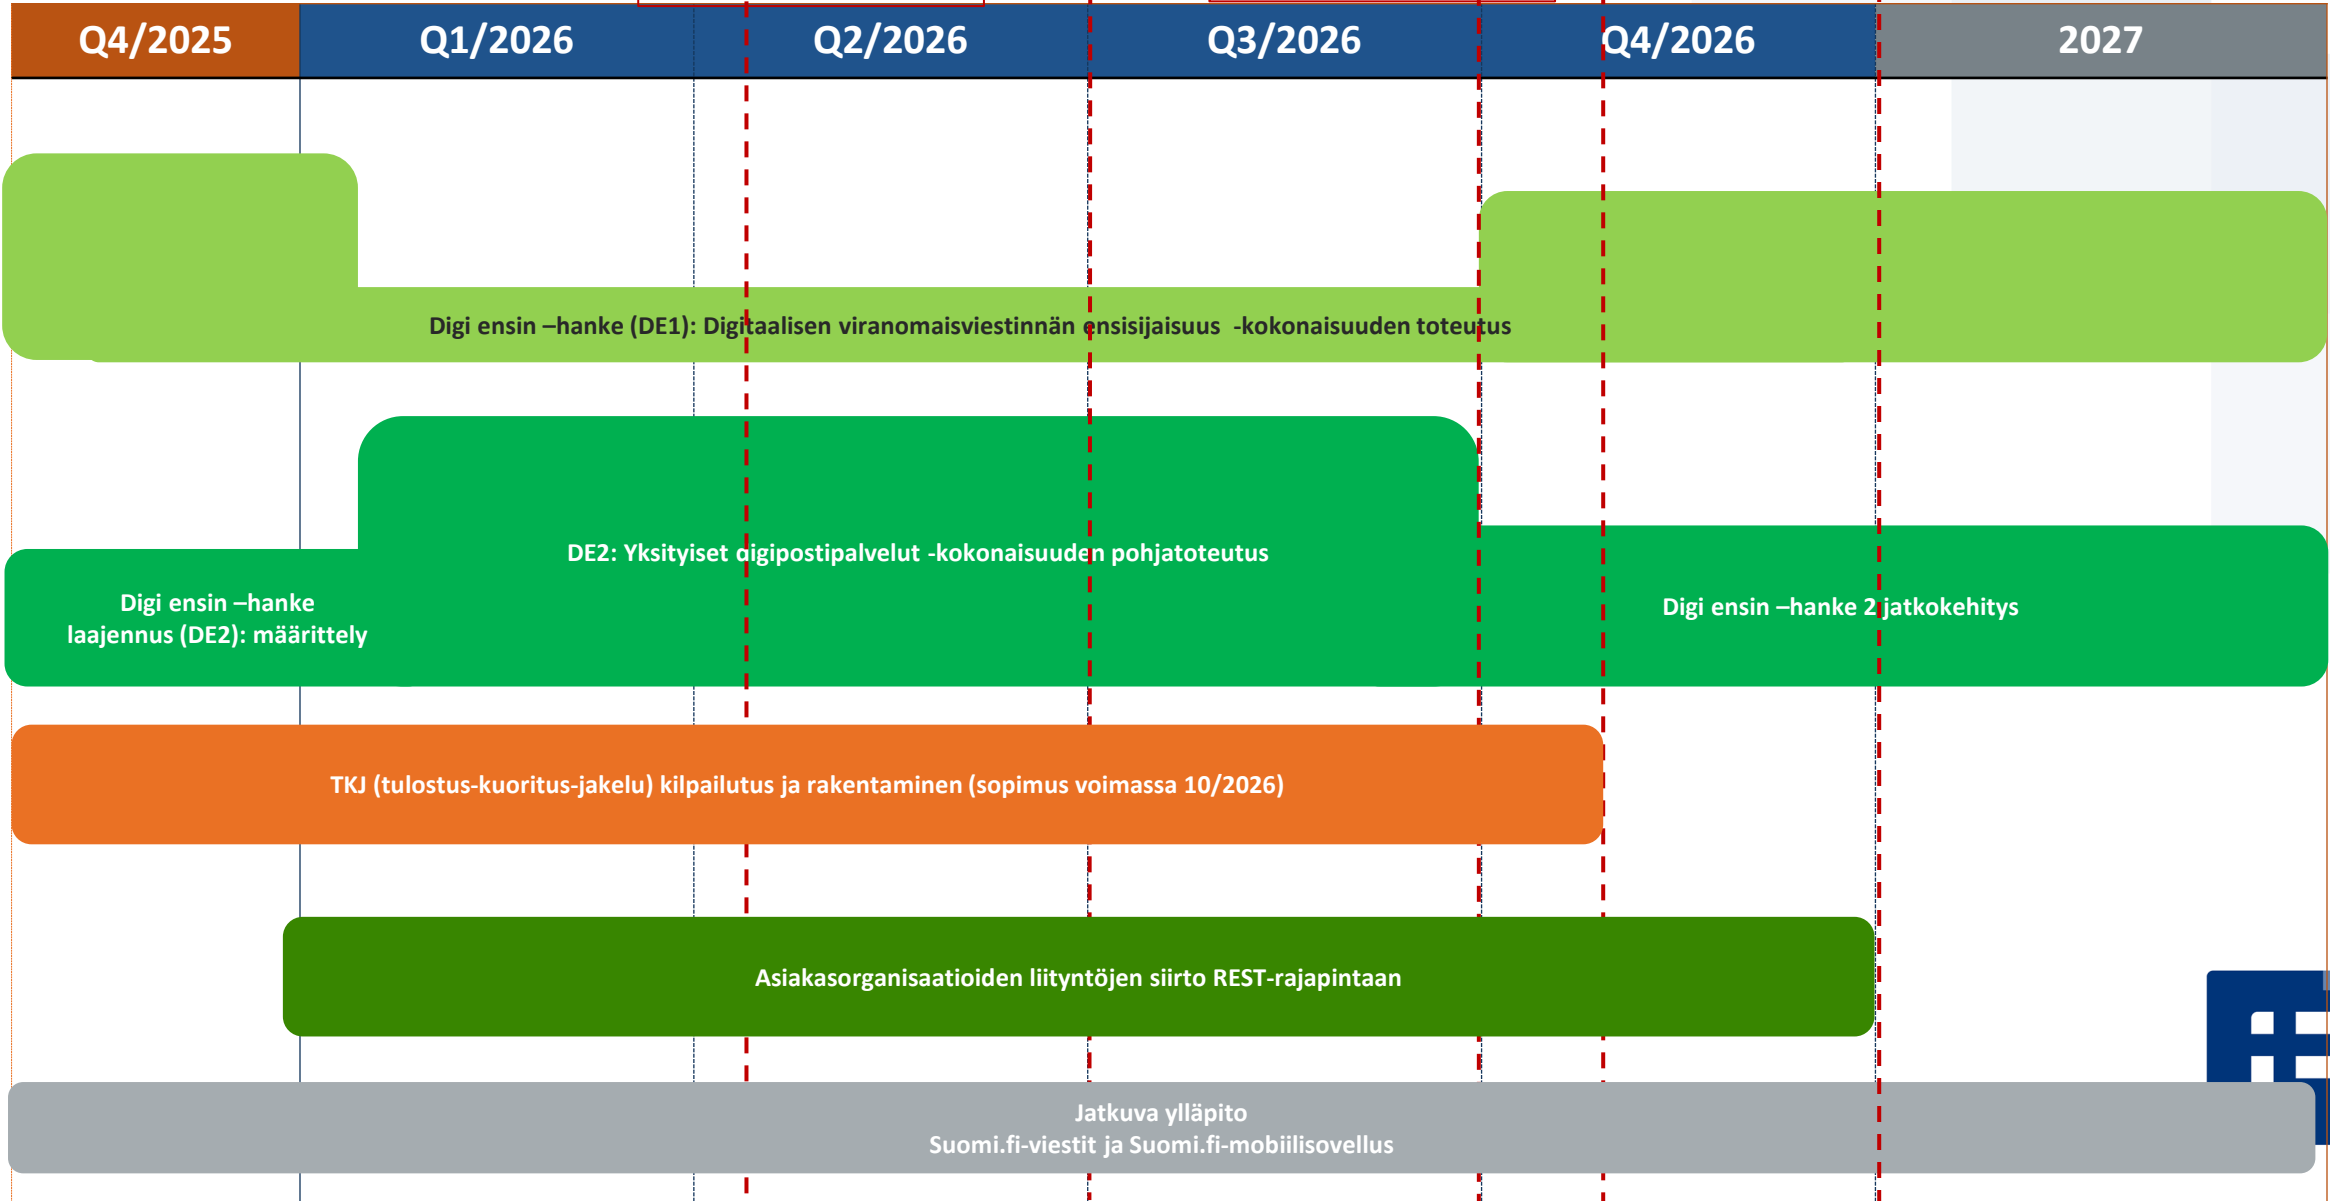 Q4/2025 Q1/2026 Q2/2026 Q3/2026 Q4/2026 2027
Digi ensin –hanke (DE1): Digitaalisen viranomaisviestinnän ensisijaisuus -kokonaisuuden toteutus
DE2: Yksityiset digipostipalvelut -kokonaisuuden pohjatoteutus
Digi ensin –hanke
laajennus (DE2): määrittely
Digi ensin –hanke 2 jatkokehitys
TKJ (tulostus-kuoritus-jakelu) kilpailutus ja rakentaminen (sopimus voimassa 10/2026)
Asiakasorganisaatioiden liityntöjen siirto REST-rajapintaan
Jatkuva ylläpito
Suomi.fi-viestit ja Suomi.fi-mobiilisovellus